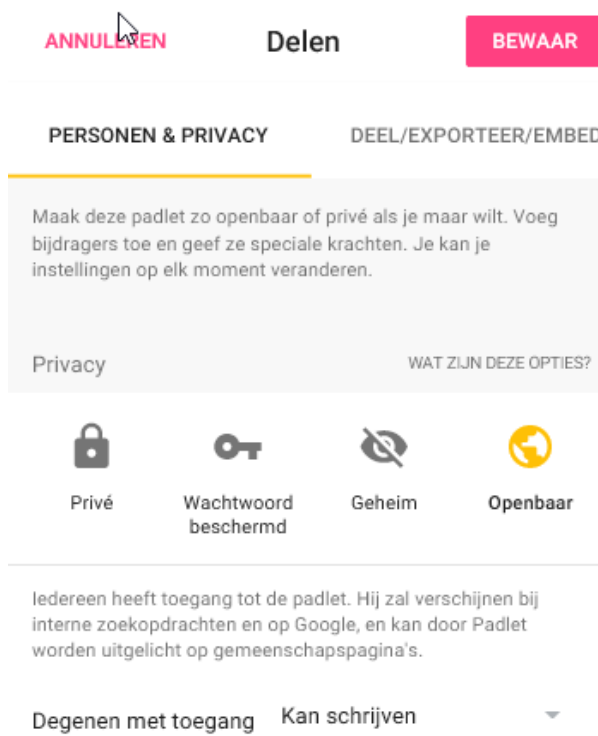 ANNULEREN Delen BEWAAR
PERSONEN & PRIVACY DEEL/EXPORTEER/EMBED
Maak deze padlet zo openbaar of privé als je maar wilt. Voeg
bijdragers toe en geef ze speciale krachten. Je kan je
instellingen op elk moment veranderen.
Privacy WAT ZIJN DEZE OPTIES?
Privé Wachtwoord beschermd Geheim Openbaar
Iedereen heeft toegang tot de padlet. Hij zal verschijnen bij
interne zoekopdrachten en op Google, en kan door Padlet
worden uitgelicht op gemeenschapspagina's.
Degenen met toegang Kan schrijven